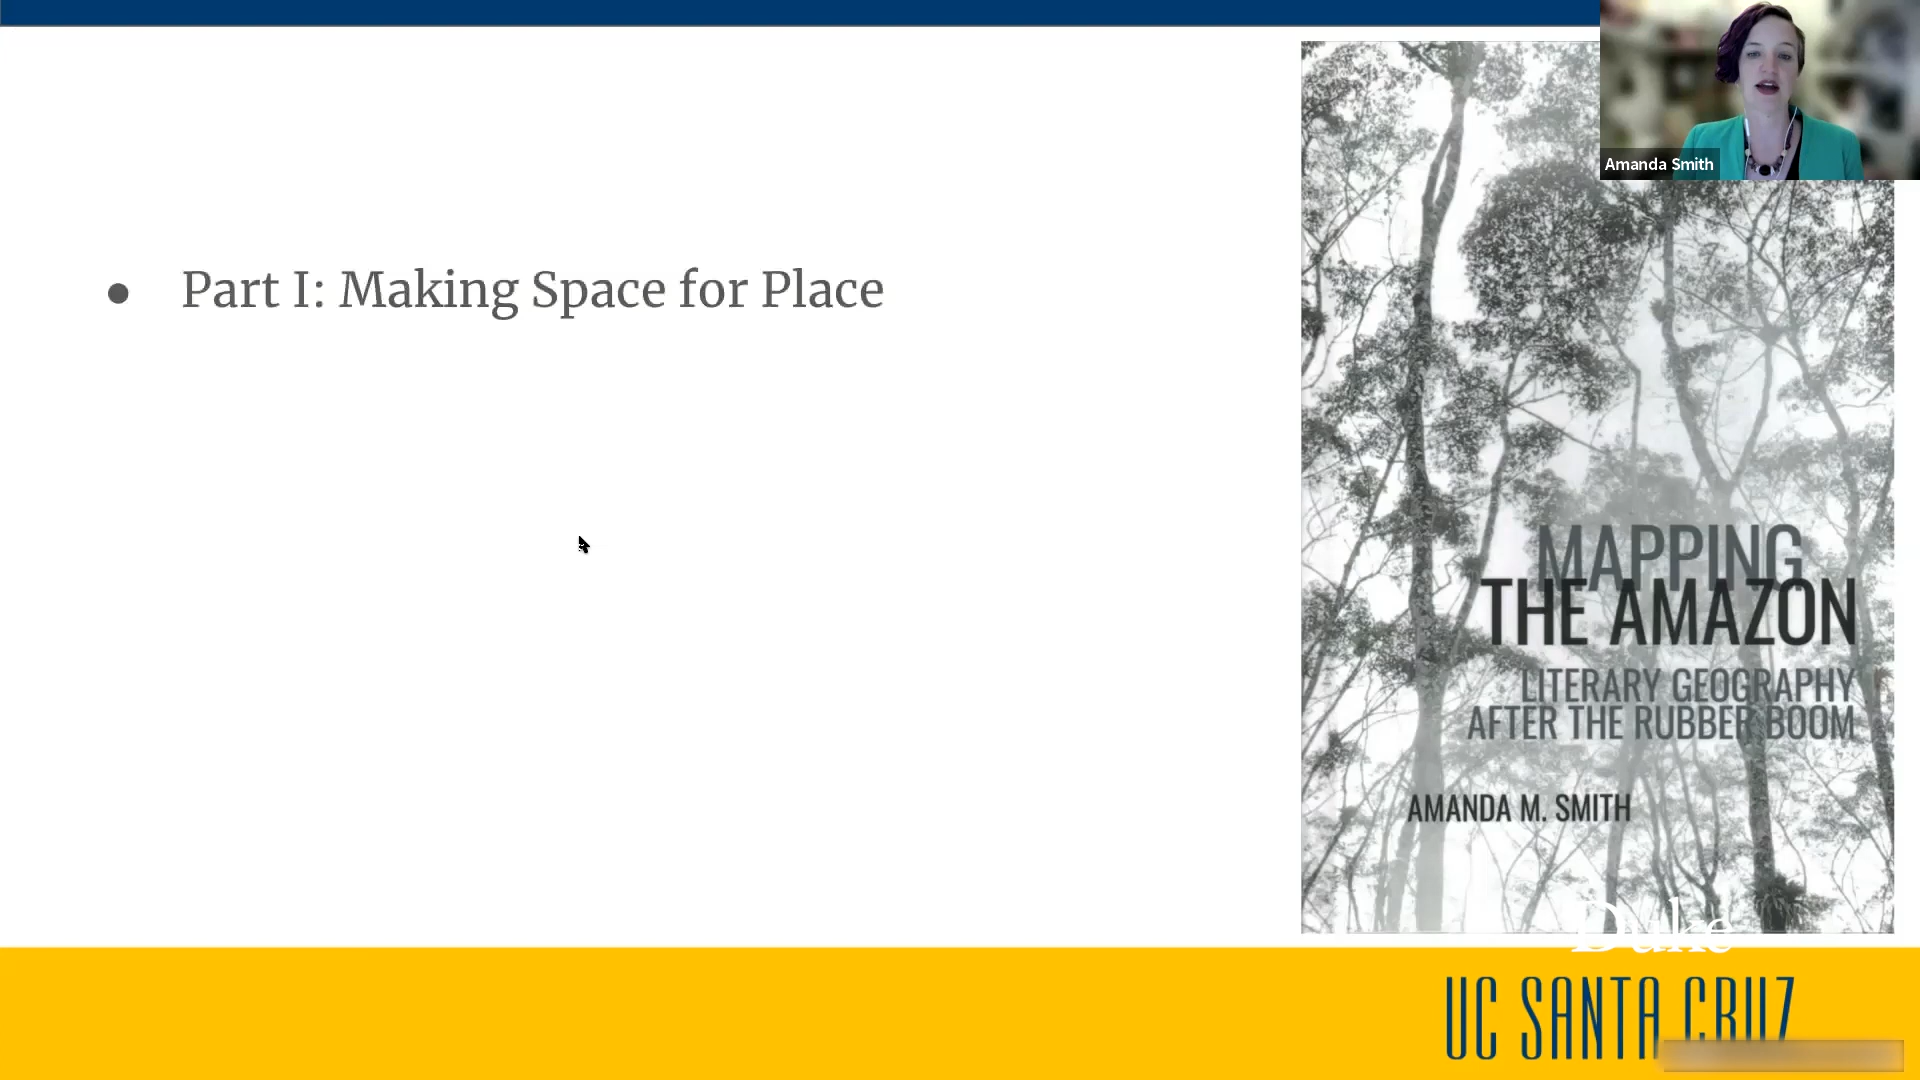 Amanda Smith
• Part I: Making Space for Place
MAPPING
THE AMAZON
LITERARY GEOGRAPHY
AFTER THE RUBBER BOOM
AMANDA M. SMITH
Duke
UC SANTA CRUZ